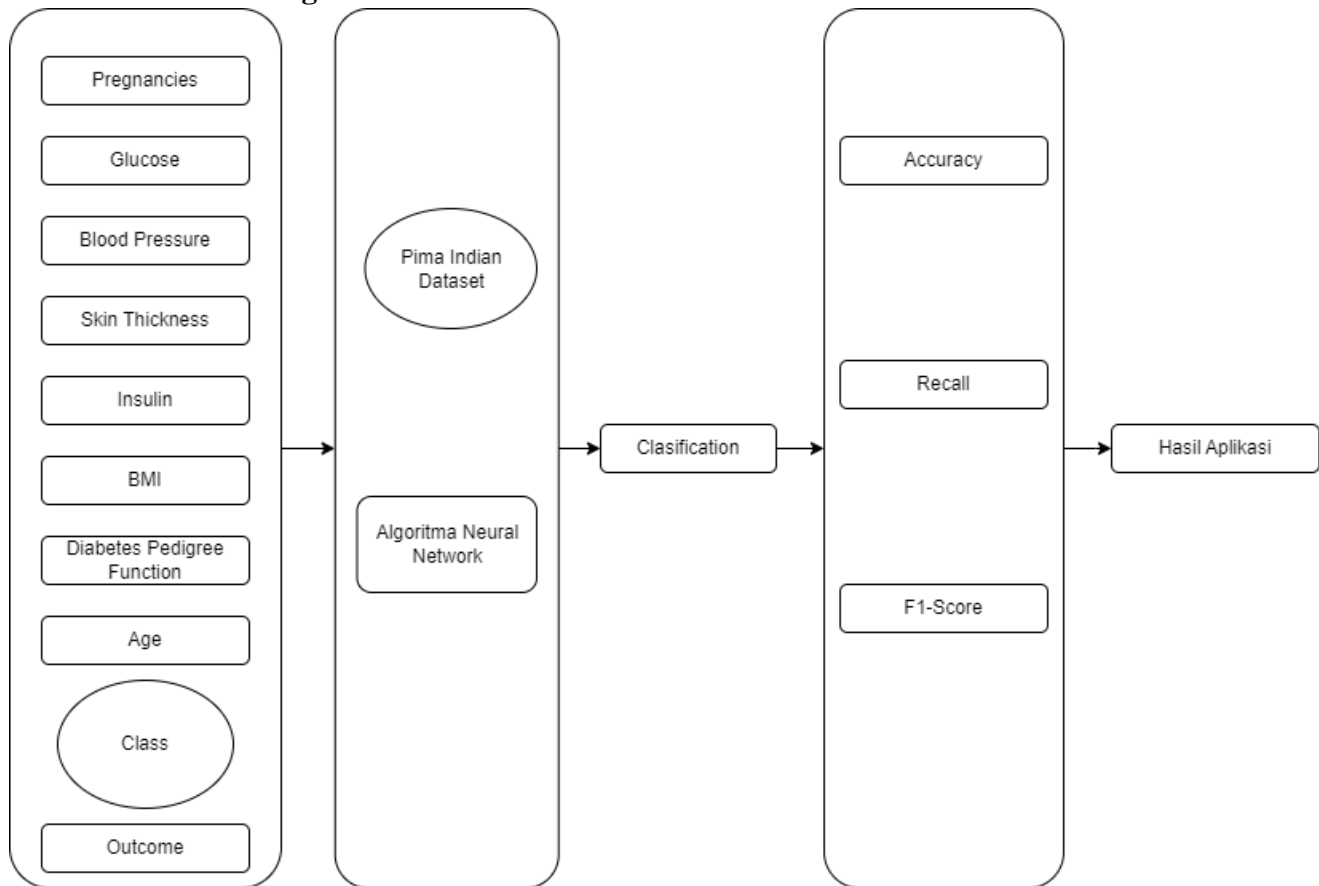 Pregnancies
Glucose
Blood Pressure
Skin Thickness
Insulin
BMI
Diabetes Pedigree
Function
Age
Class
Outcome
Pima Indian
Dataset
Algoritma Neural
Network
Clasification
Accuracy
Recall
F1-Score
Hasil Aplikasi